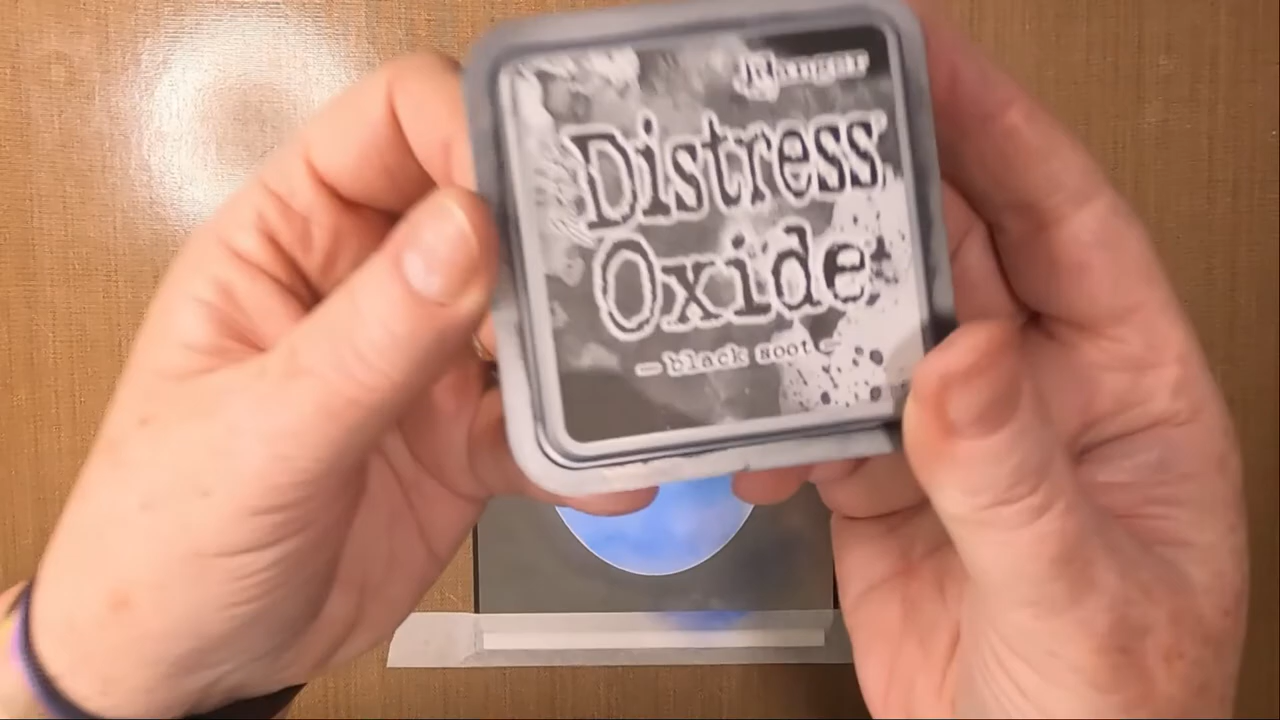 Ranger
Distress
Oxide
— black soot —